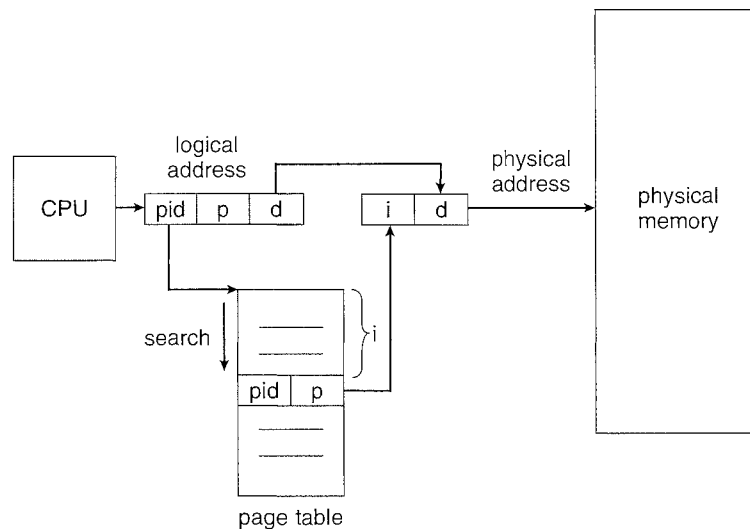 logical
address
CPU
pid p d
i d
physical
address
physical
memory
search
i
pid p
page table